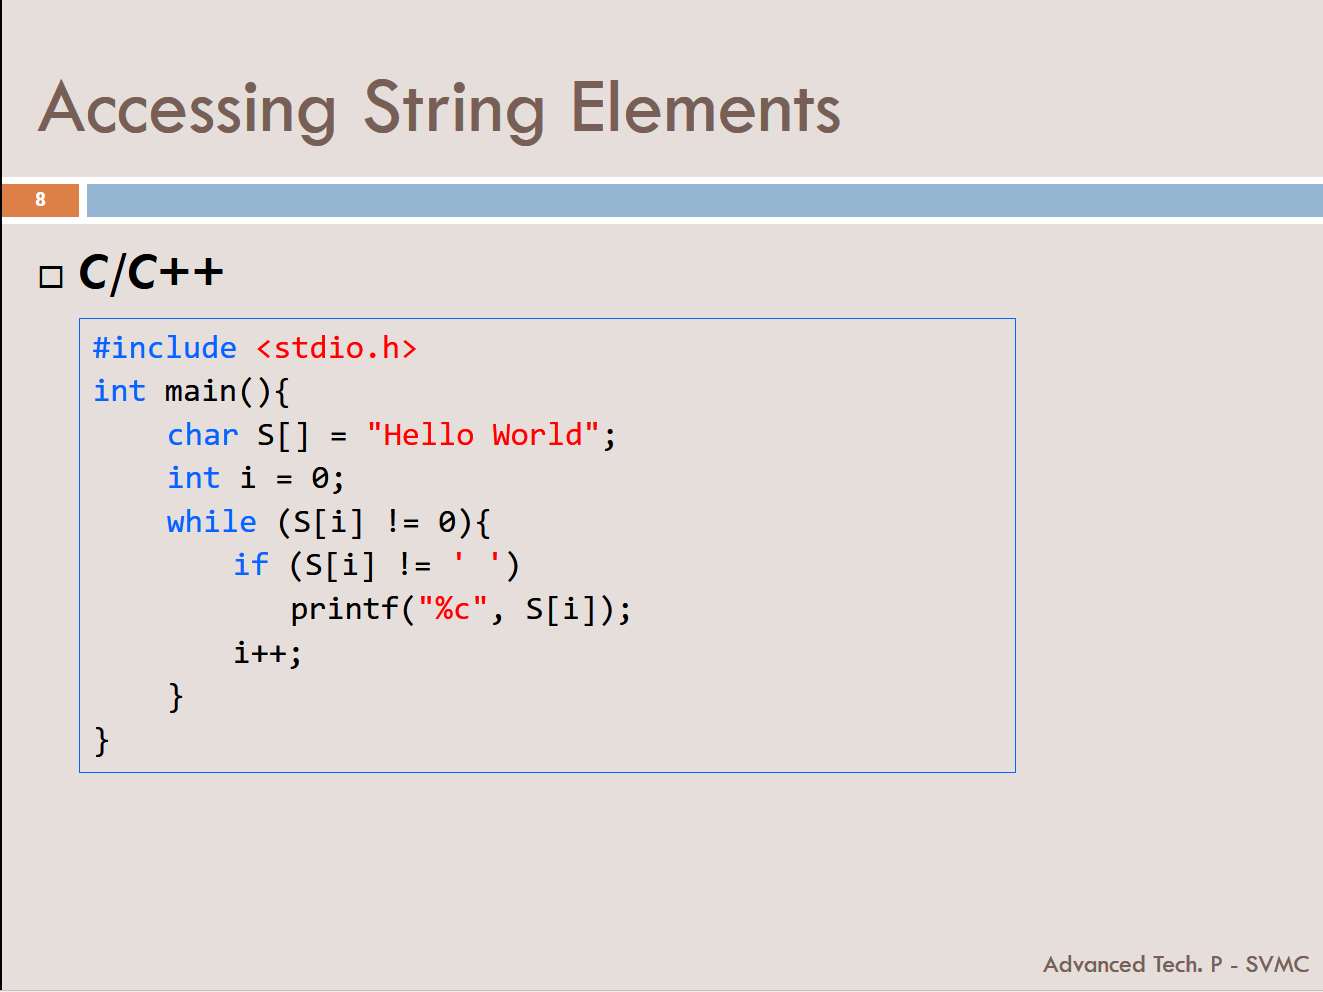 Accessing String Elements
8
C/C++
#include <stdio.h>
int main(){
char S[] = "Hello World";
int i = 0;
while (S[i] != 0){
if (S[i] != ' ')
printf("%c", S[i]);
i++;
}
}
Advanced Tech. P - SVMC